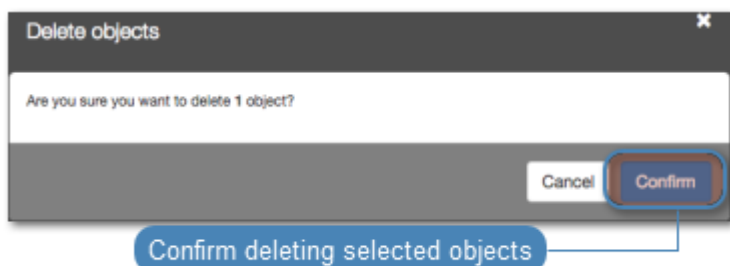 Delete objects
Are you sure you want to delete 1 object?
Cancel Confirm
Confirm deleting selected objects